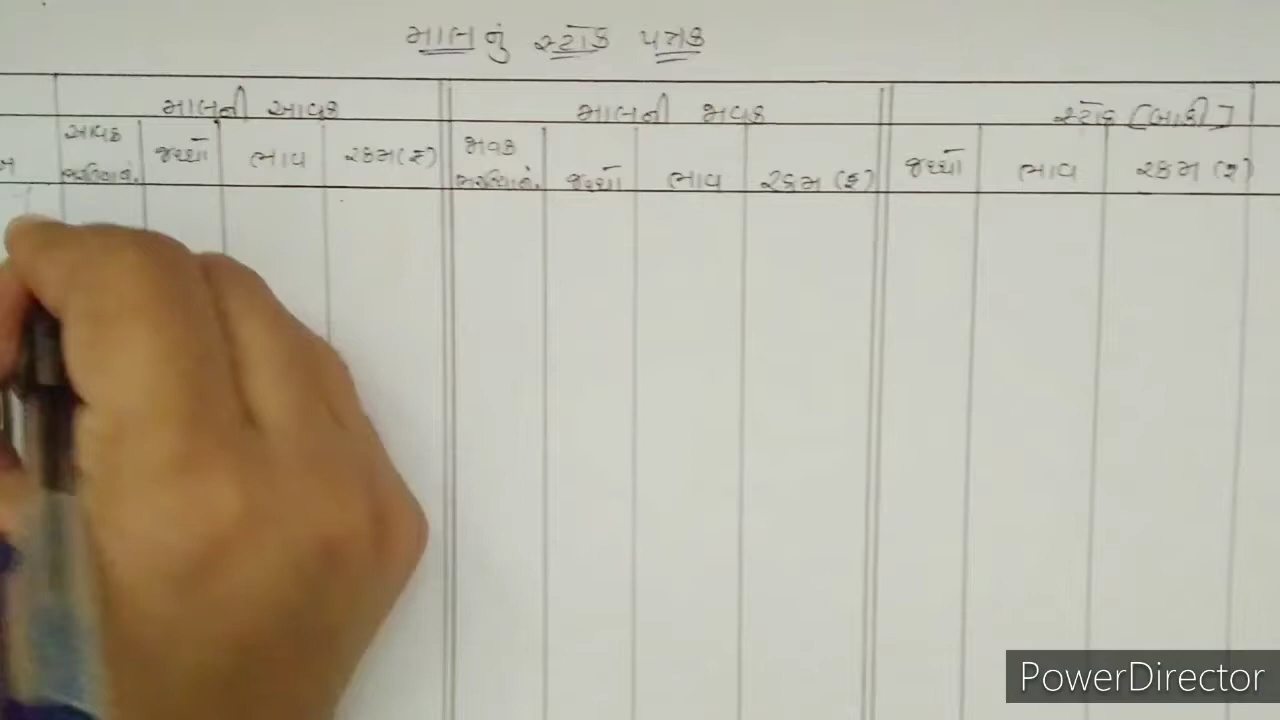 માલનું સ્ટોક પત્રક
માલની આવક માલની જાવક સ્ટોક (બાકી)
આવક જથ્થો ભાવ રકમ(₹) જાવક જથ્થો ભાવ રકમ (₹) જથ્થો ભાવ રકમ (₹)
PowerDirector